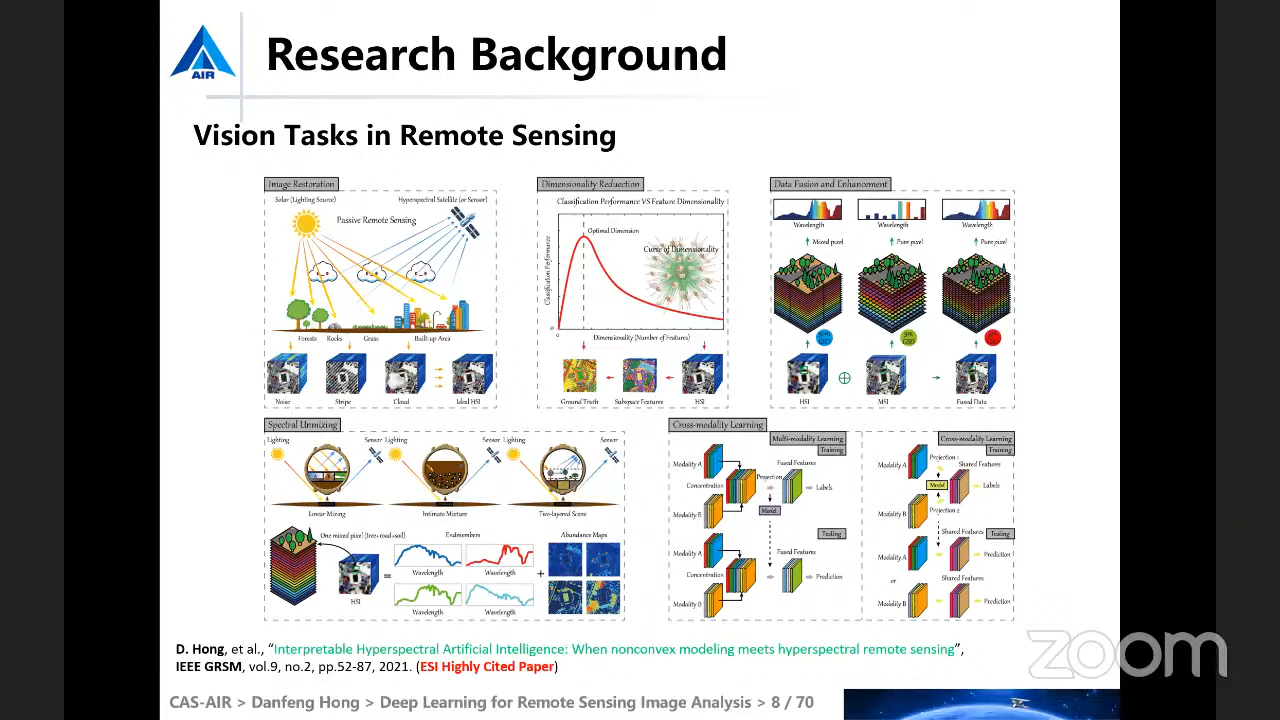 AIR
Research Background
Vision Tasks in Remote Sensing
Image Restoration
Solar (Lighting Source)
Hyperspectral Satellite (or Sensor)
Passive Remote Sensing
Forests
Rocks
Grass
Built-up Area
Noise
Stripe
Cloud
Ideal HSI
Dimensionality Reduction
Classification Performance VS Feature Dimensionality
Optimal Dimension
Curse of Dimensionality
Classification Performance
0
0
Dimensionality (Number of Features)
Ground Truth
Subspace Features
HSI
Data Fusion and Enhancement
Wavelength
Wavelength
Wavelength
Mixed pixel
Pure pixel
Pure pixel
HSI
MSI
Fused Data
Spectral Unmixing
Lighting
Sensor
Lighting
Sensor
Lighting
Sensor
Linear Mixing
Intimate Mixture
Two-layered Scene
One mixed pixel (tree+road+soil)
HSI
=
Endmembers
Wavelength
Wavelength
Wavelength
Wavelength
+
Abundance Maps
Cross-modality Learning
Multi-modality Learning
Training
Modality A
Concentration
Modality B
Projection
Model
Fused Features
Labels
Testing
Modality A
Concentration
Modality B
Fused Features
Prediction
Cross-modality Learning
Training
Modality A
Modality B
Projection 1
Model
Projection 2
Shared Features
Labels
Testing
Modality A
Shared Features
Prediction
or
Modality B
Shared Features
Prediction
D. Hong, et al., “Interpretable Hyperspectral Artificial Intelligence: When nonconvex modeling meets hyperspectral remote sensing”,
IEEE GRSM, vol.9, no.2, pp.52-87, 2021. (ESI Highly Cited Paper)
zoom
CAS-AIR > Danfeng Hong > Deep Learning for Remote Sensing Image Analysis > 8 / 70